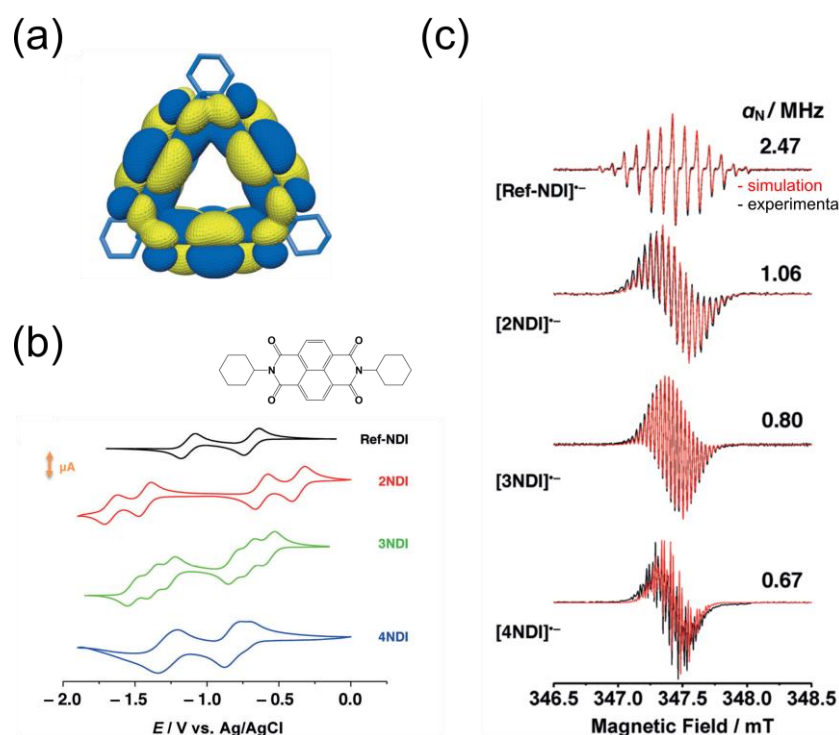 (a)
(b)
O
O
N
N
O
O
Ref-NDI
μA
2NDI
3NDI
4NDI
−2.0 −1.5 −1.0 −0.5 0.0
E / V vs. Ag/AgCl
(c)
αN / MHz
2.47
- simulation
- experimenta
[Ref-NDI]•−
1.06
[2NDI]•−
0.80
[3NDI]•−
0.67
[4NDI]•−
346.5 347.0 347.5 348.0 348.5
Magnetic Field / mT